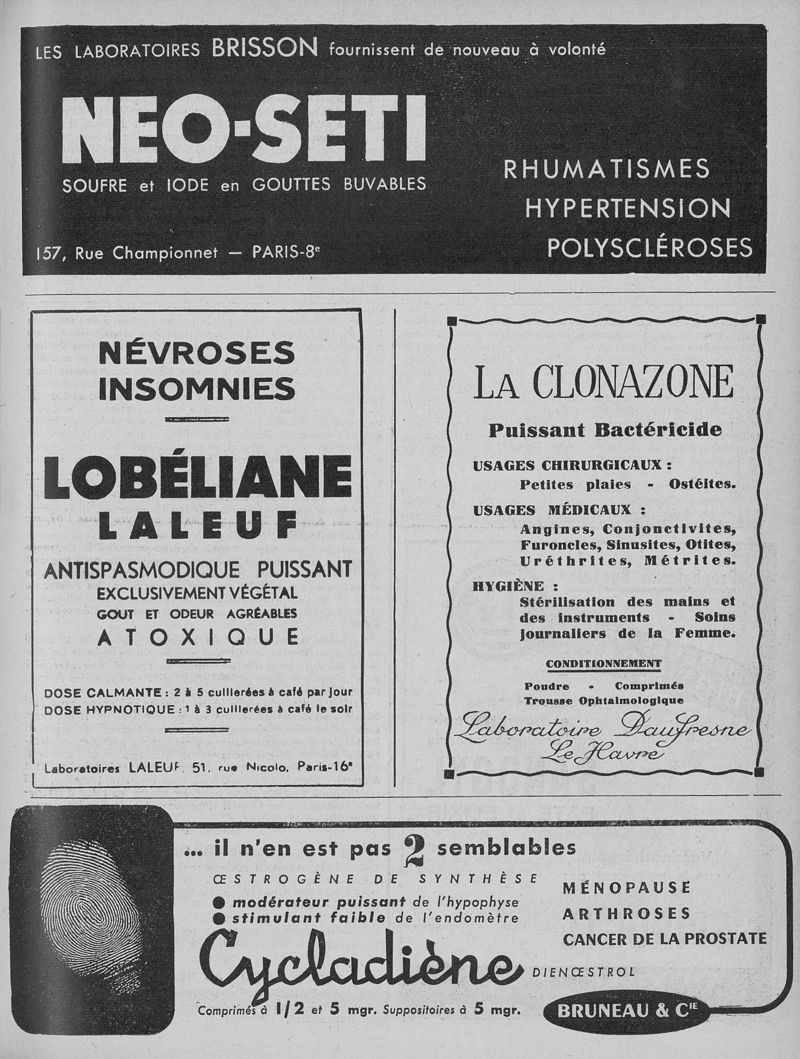 LES LABORATOIRES BRISSON fournissent de nouveau à volonté
NEO-SETI
SOUFRE et IODE en GOUTTES BUVABLES
RHUMATISMES
HYPERTENSION
POLYSCLÉROSES
157, Rue Championnet — PARIS-8e
NÉVROSES
INSOMNIES
LOBÉLIANE
LALEUF
ANTISPASMODIQUE PUISSANT
EXCLUSIVEMENT VÉGÉTAL
GOUT ET ODEUR AGRÉABLES
ATOXIQUE
DOSE CALMANTE : 2 à 5 cuillerées à café par jour
DOSE HYPNOTIQUE : 1 à 3 cuillerées à café le soir
Laboratoires LALEUF, 51, rue Nicolo, Paris-16e
LA CLONAZONE
Puissant Bactéricide
USAGES CHIRURGICAUX :
Petites plaies - Ostéites.
USAGES MÉDICAUX :
Angines, Conjonctivites,
Furoncles, Sinusites, Otites,
Uréthrites, Métrites.
HYGIÈNE :
Stérilisation des mains et
des instruments - Soins
journaliers de la Femme.
CONDITIONNEMENT
Poudre - Comprimés
Trousse Ophtalmologique
Laboratoire Daufresne
Le Havre
... il n'en est pas 2 semblables
ŒSTROGÈNE DE SYNTHÈSE
● modérateur puissant de l'hypophyse
● stimulant faible de l'endomètre
Cycladiène DIENŒSTROL
Comprimés à 1/2 et 5 mgr. Suppositoires à 5 mgr.
MÉNOPAUSE
ARTHROSES
CANCER DE LA PROSTATE
BRUNEAU & CIE